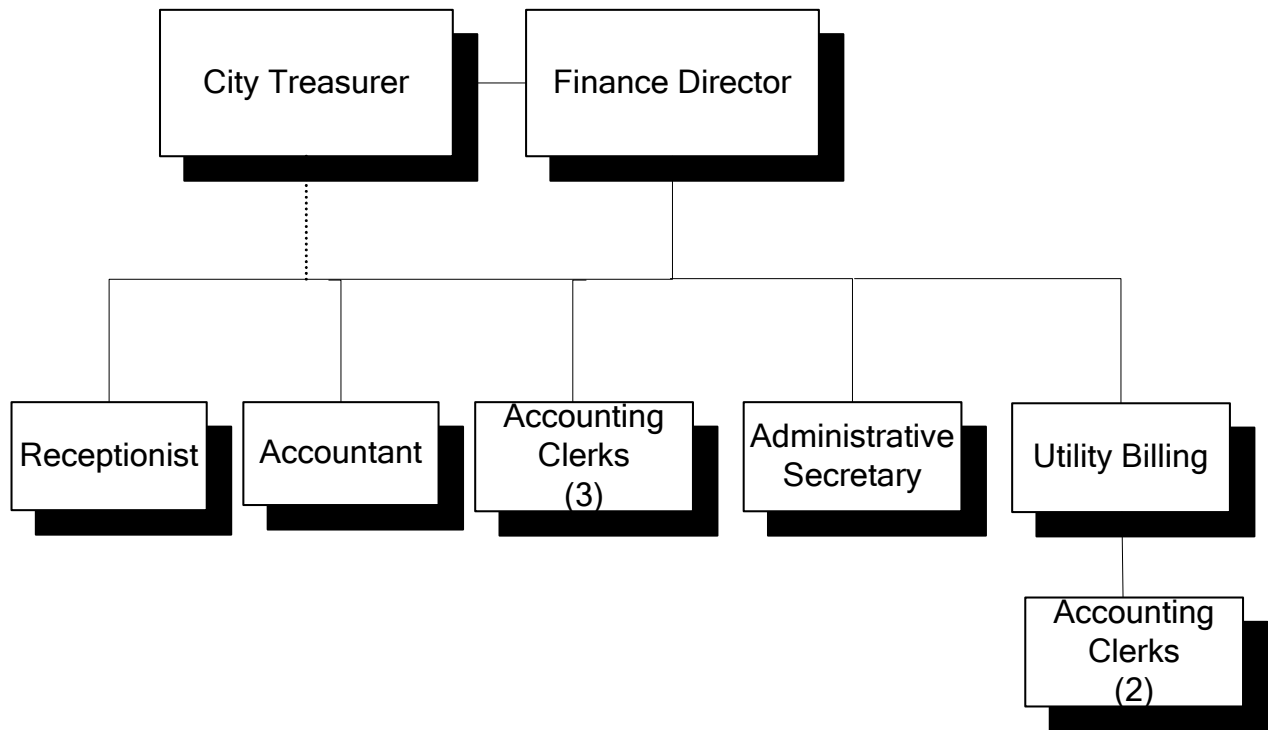 City Treasurer
Finance Director
Receptionist
Accountant
Accounting
Clerks
(3)
Administrative
Secretary
Utility Billing
Accounting
Clerks
(2)